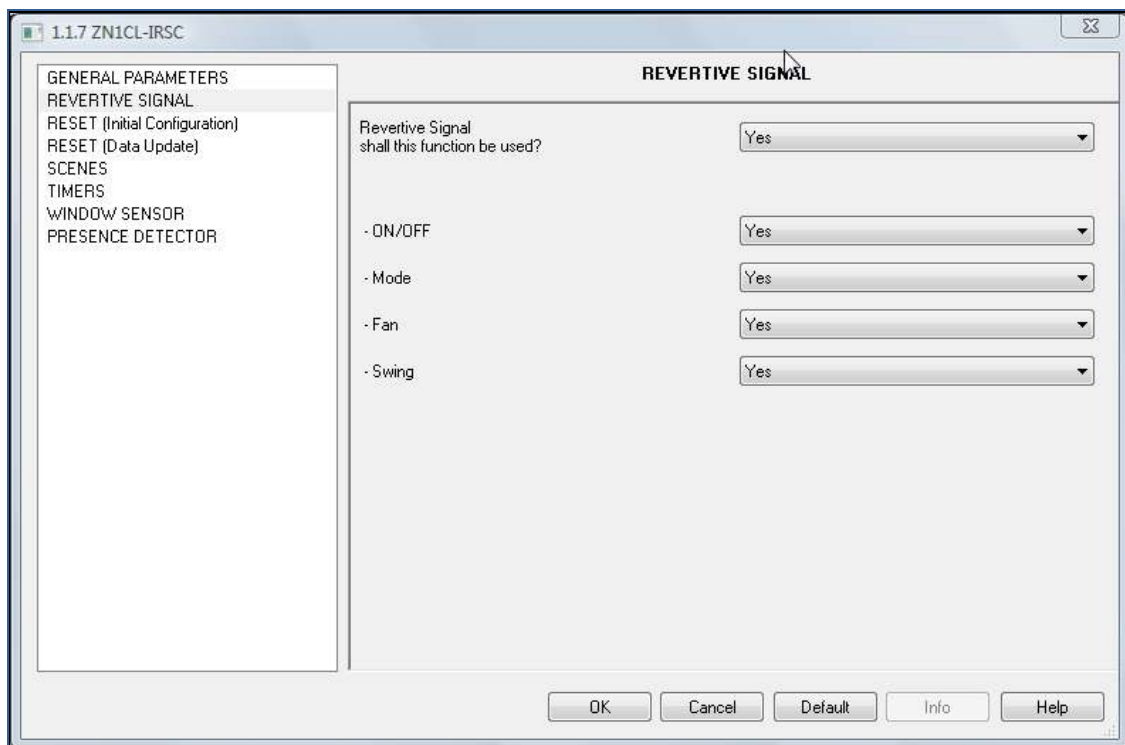 1.1.7 ZN1CL-IRSC
GENERAL PARAMETERS
REVERTIVE SIGNAL
RESET (Initial Configuration)
RESET (Data Update)
SCENES
TIMERS
WINDOW SENSOR
PRESENCE DETECTOR
REVERTIVE SIGNAL
Revertive Signal
shall this function be used?
Yes
- ON/OFF
Yes
- Mode
Yes
- Fan
Yes
- Swing
Yes
OK
Cancel
Default
Info
Help